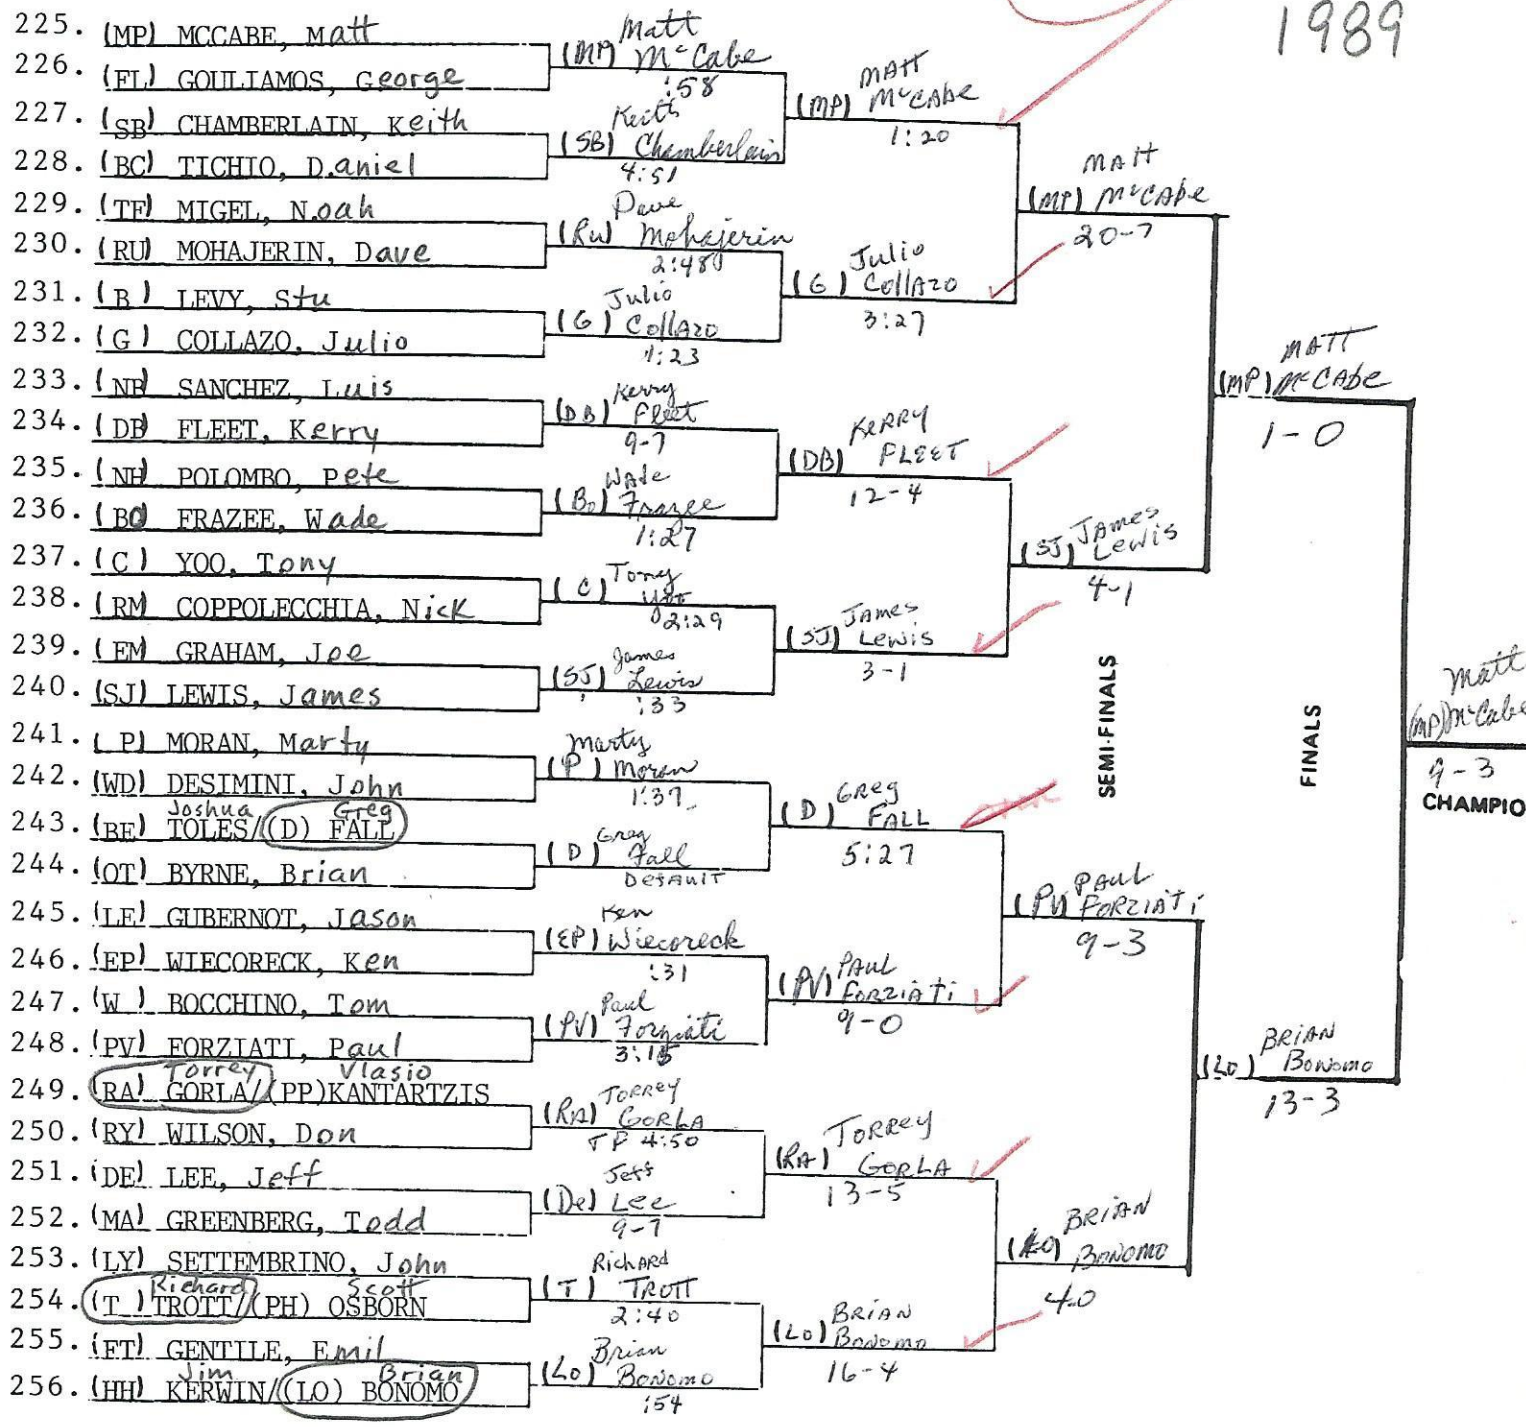 1989
225. (MP) MCCABE, Matt
226. (FL) GOULIAMOS, George
227. (SB) CHAMBERLAIN, Keith
228. (BC) TICHIO, Daniel
229. (TF) MIGEL, Noah
230. (RU) MOHAJERIN, Dave
231. (B ) LEVY, Stu
232. (G ) COLLAZO, Julio
233. (NB) SANCHEZ, Luis
234. (DB) FLEET, Kerry
235. (NH) POLOMBO, Pete
236. (BO) FRAZEE, Wade
237. (C ) YOO, Tony
238. (RM) COPPOLECCHIA, Nick
239. (EM) GRAHAM, Joe
240. (SJ) LEWIS, James
241. ( P) MORAN, Marty
242. (WD) DESIMINI, John
Joshua Greg
243. (BE) TOLES/(D) FALL
244. (OT) BYRNE, Brian
245. (LE) GUBERNOT, Jason
246. (EP) WIECORECK, Ken
247. (W ) BOCCHINO, Tom
248. (PV) FORZIATI, Paul
Torrey Vlasio
249. (RA) GORLA/(PP)KANTARTZIS
250. (RY) WILSON, Don
251. (DE) LEE, Jeff
252. (MA) GREENBERG, Todd
253. (LY) SETTEMBRINO, John
Richard Scott
254. (T )TROTT/(PH) OSBORN
255. (FT) GENTILE, Emil
Jim Brian
256. (HH) KERWIN/(LO) BONOMO
Matt
(MP) McCabe
:58
Keith
(SB) Chamberlain
4:51
Dave
(RU) Mohajerin
2:48
Julio
(G) Collazo
1:23
Kerry
(DB) Fleet
9-7
Wade
(Bo) Frazee
1:27
Tony
(C) Yoo
2:29
James
(SJ) Lewis
:33
Marty
(P) Moran
1:37
Greg
(D) Fall
Default
Ken
(EP) Wiecoreck
:31
Paul
(PV) Forziati
3:15
Torrey
(RA) Gorla
TF 4:50
Jeff
(De) Lee
9-7
Richard
(T) TROTT
2:40
Brian
(Lo) Bonomo
:54
MATT
(MP) McCABE
1:20
Julio
(G) Collazo
3:27
KERRY
(DB) FLEET
12-4
James
(SJ) Lewis
3-1
Greg
(D) FALL
5:27
PAUL
(PV) FORZIATI
9-0
TORREY
(RA) GORLA
13-5
BRIAN
(LO) BONOMO
16-4
MATT
(MP) McCABE
20-7
James
(SJ) Lewis
4-1
PAUL
(PV) FORZIATI
9-3
BRIAN
(LO) BONOMO
4-0
SEMI-FINALS
MATT
(MP) McCABE
1-0
BRIAN
(LO) BONOMO
13-3
FINALS
Matt
(MP) McCabe
9-3
CHAMPIO